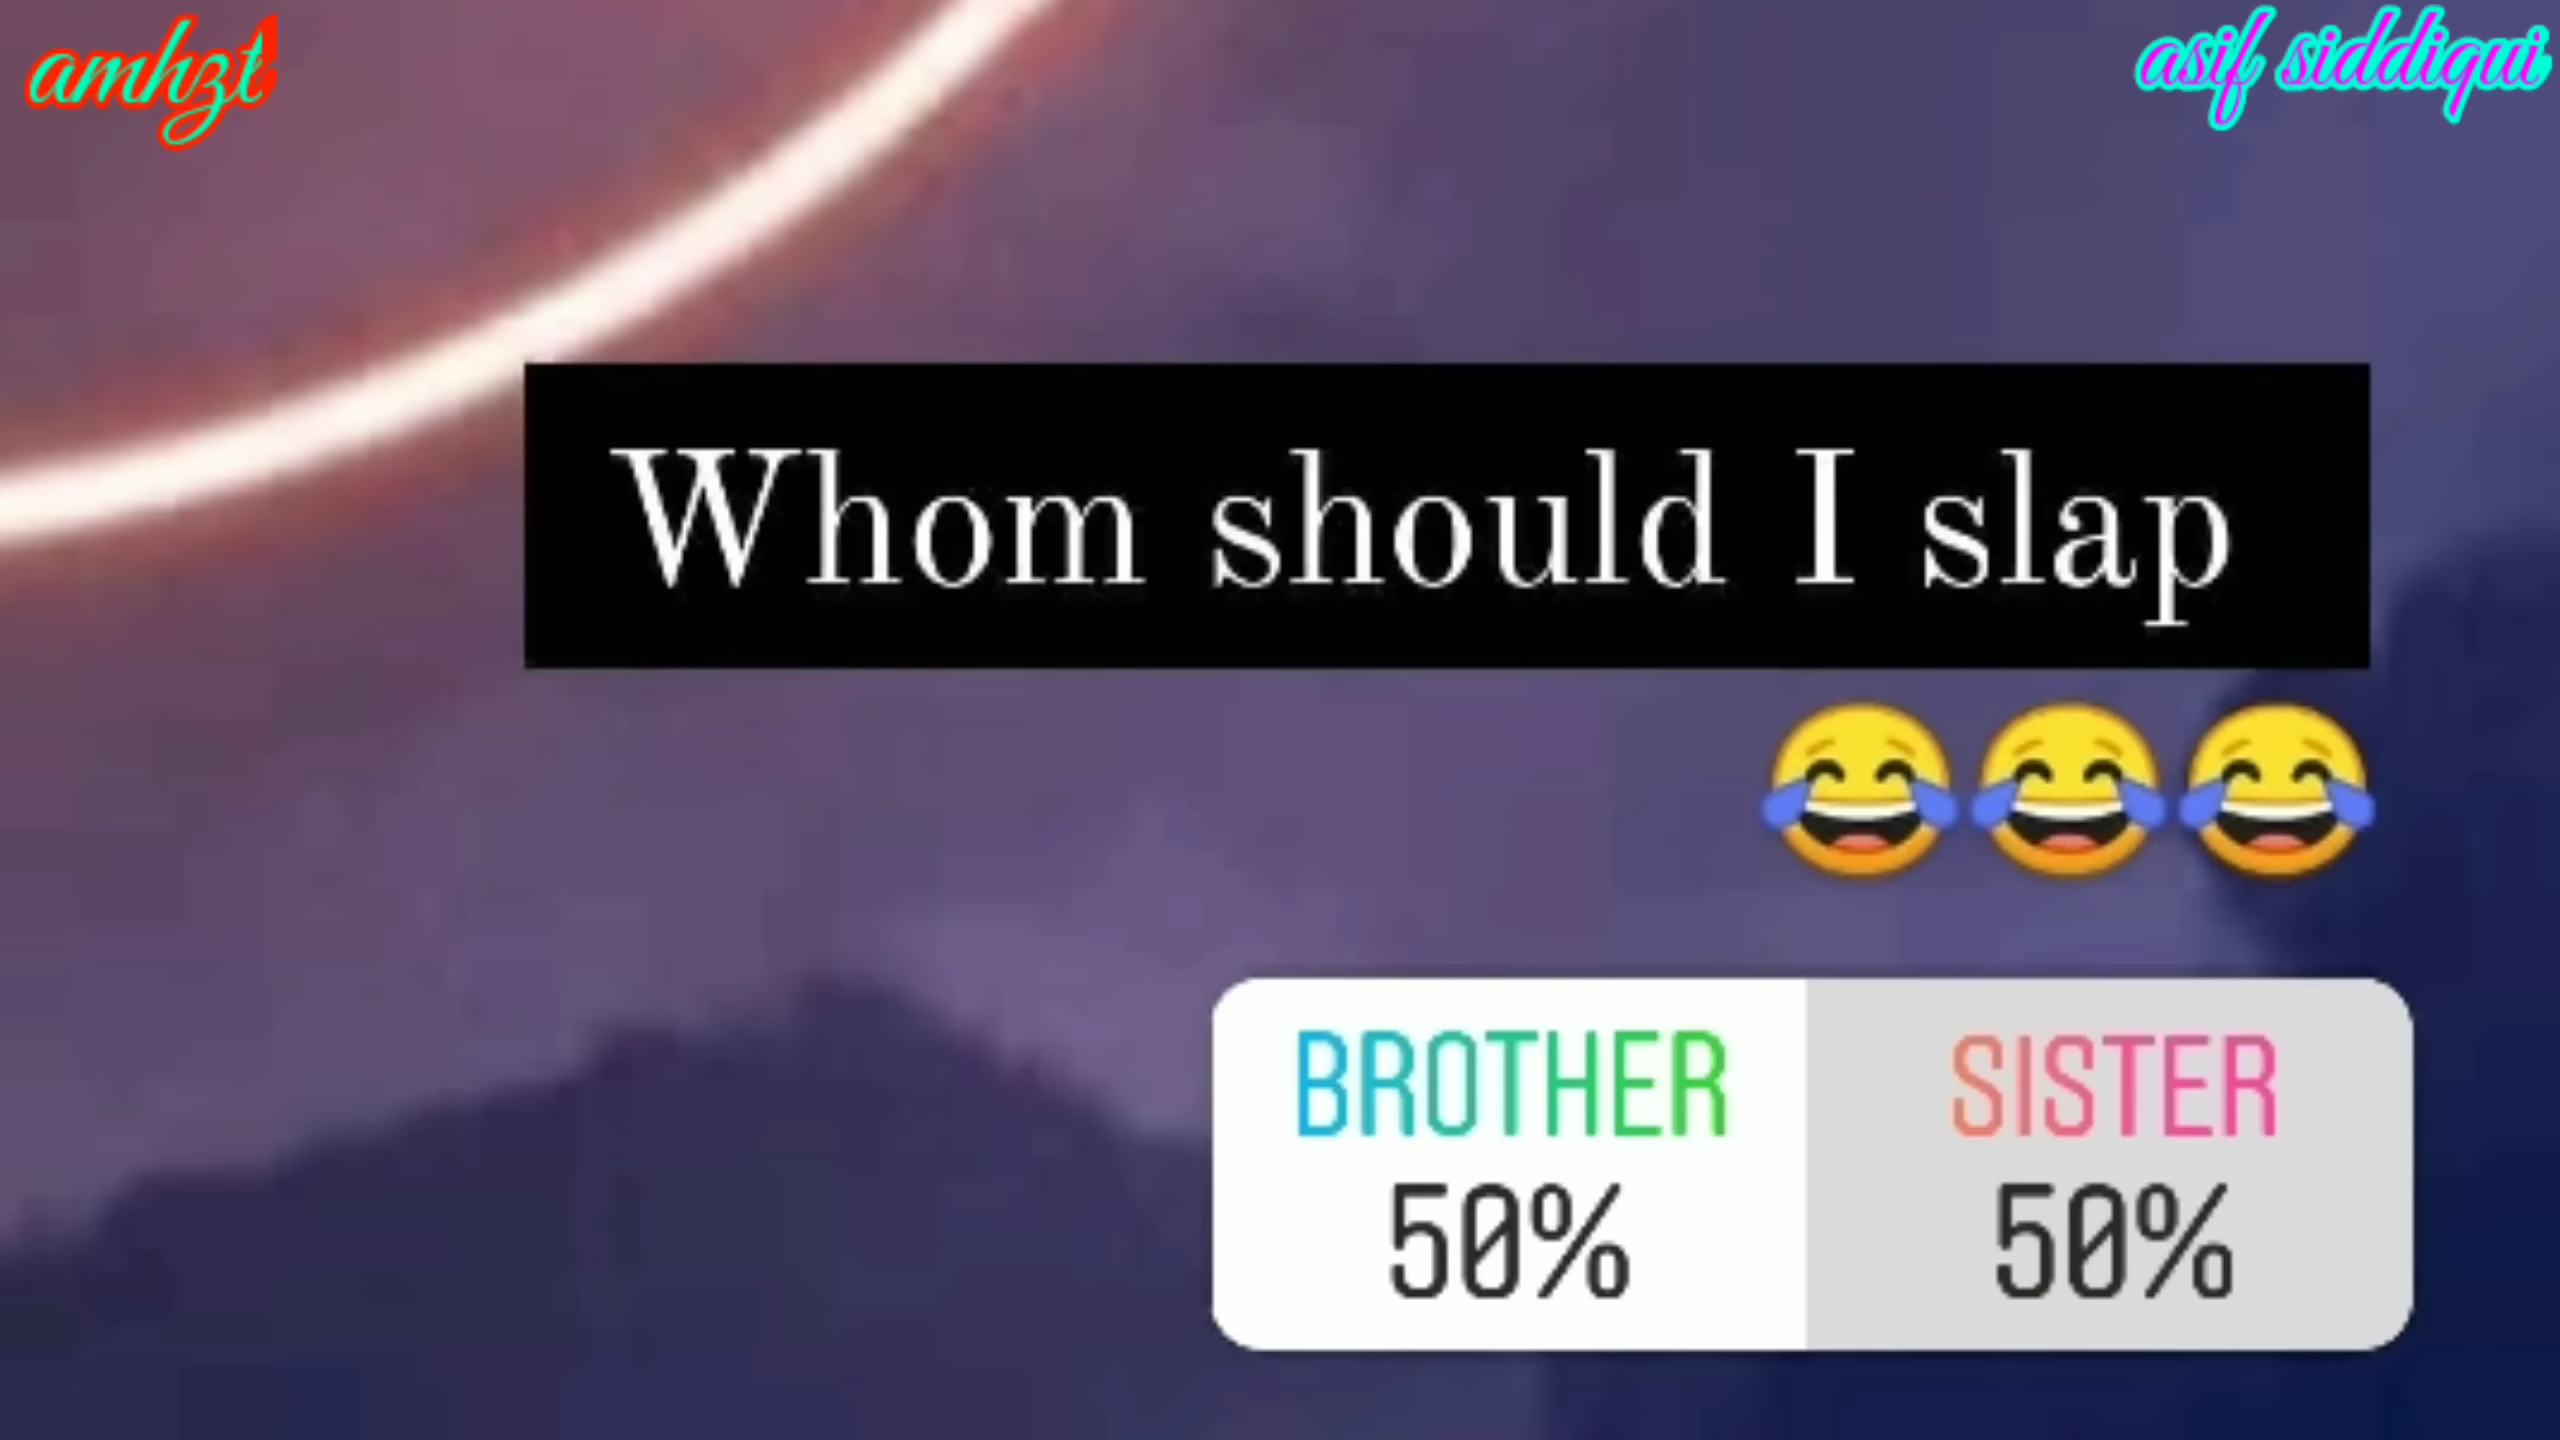 amhzt
asif siddiqui
Whom should I slap
😂😂😂
BROTHER SISTER
50% 50%